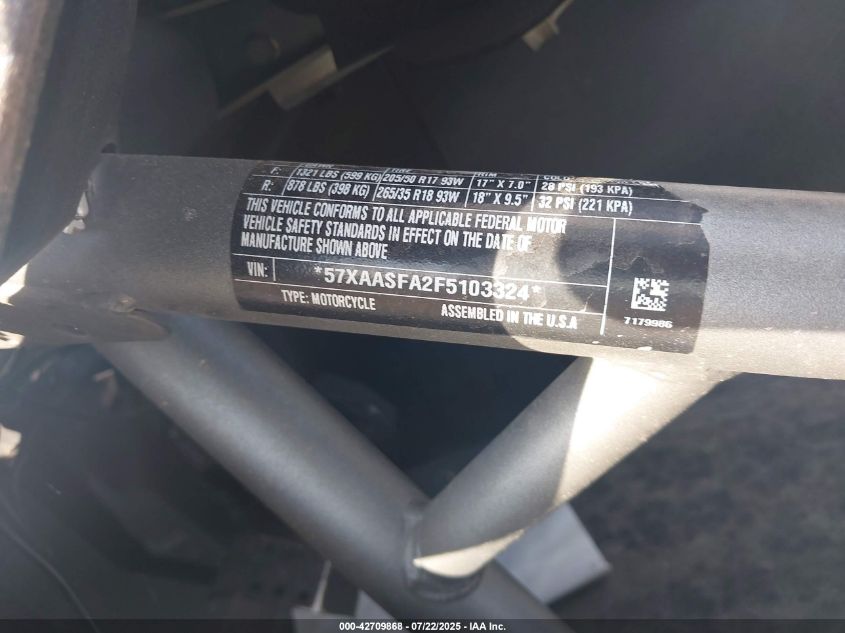 F: 1321 LBS (599 KG) 205/50 R17 93W 17" X 7.0" 28 PSI (193 KPA)
R: 878 LBS (398 KG) 265/35 R18 93W 18" X 9.5" 32 PSI (221 KPA)
THIS VEHICLE CONFORMS TO ALL APPLICABLE FEDERAL MOTOR
VEHICLE SAFETY STANDARDS IN EFFECT ON THE DATE OF
MANUFACTURE SHOWN ABOVE
VIN: *57XAASFA2F5103324*
TYPE: MOTORCYCLE ASSEMBLED IN THE U.S.A
7179986
000-42709868 - 07/22/2025 - IAA Inc.